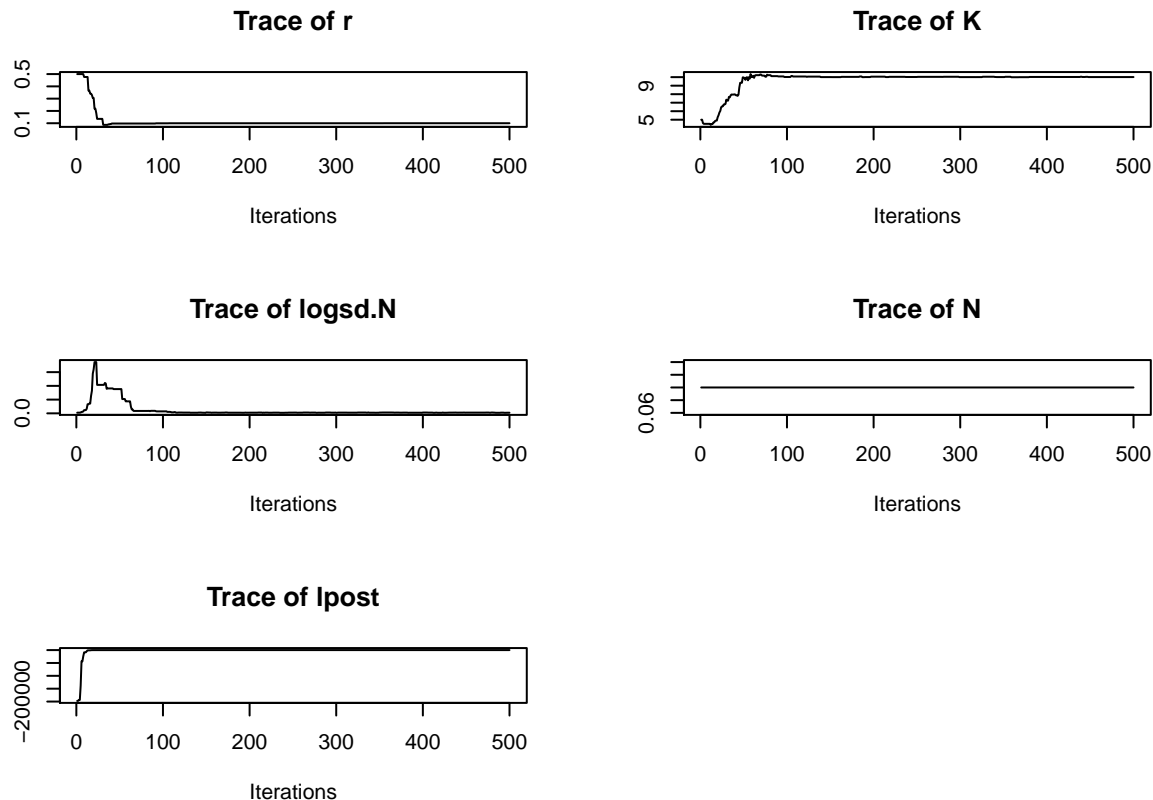 Trace of r
0.5
0.1
0 100 200 300 400 500
Iterations
Trace of K
9
5
0 100 200 300 400 500
Iterations
Trace of logsd.N
0.0
0 100 200 300 400 500
Iterations
Trace of N
0.06
0 100 200 300 400 500
Iterations
Trace of lpost
−200000
0 100 200 300 400 500
Iterations